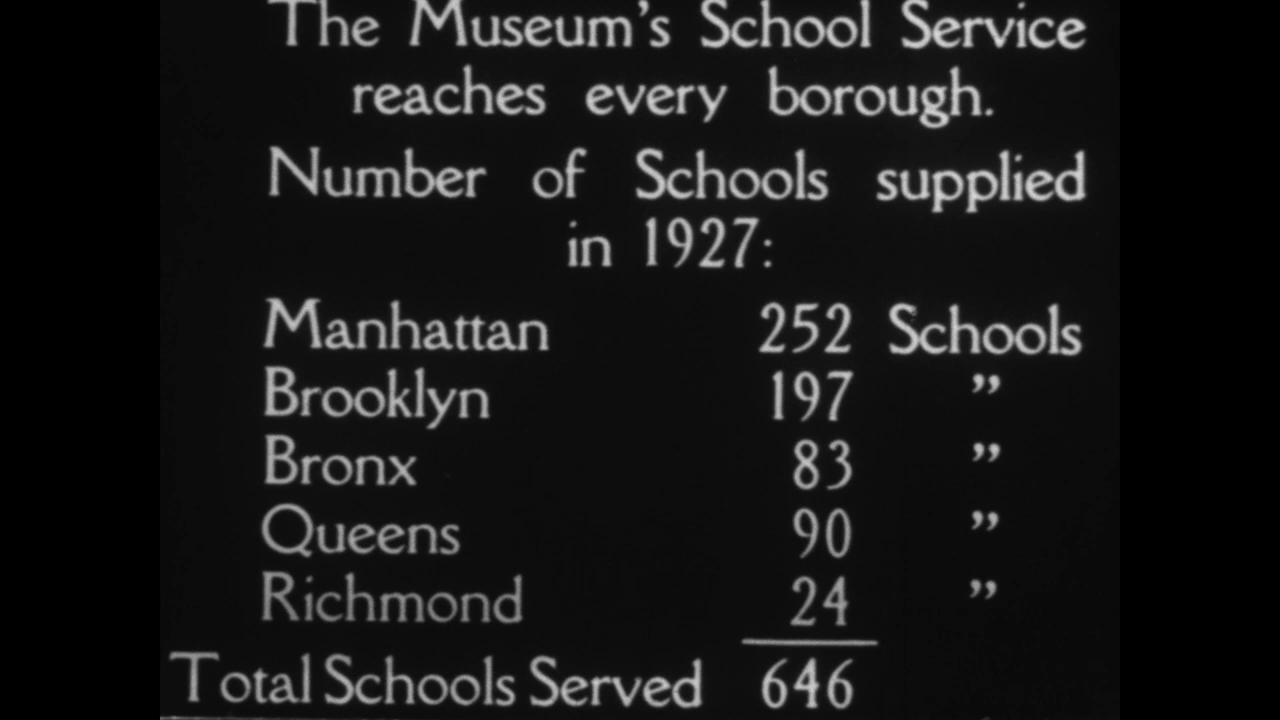 The Museum's School Service
reaches every borough.
Number of Schools supplied
in 1927:
Manhattan 252 Schools
Brooklyn 197 ”
Bronx 83 ”
Queens 90 ”
Richmond 24 ”
Total Schools Served 646